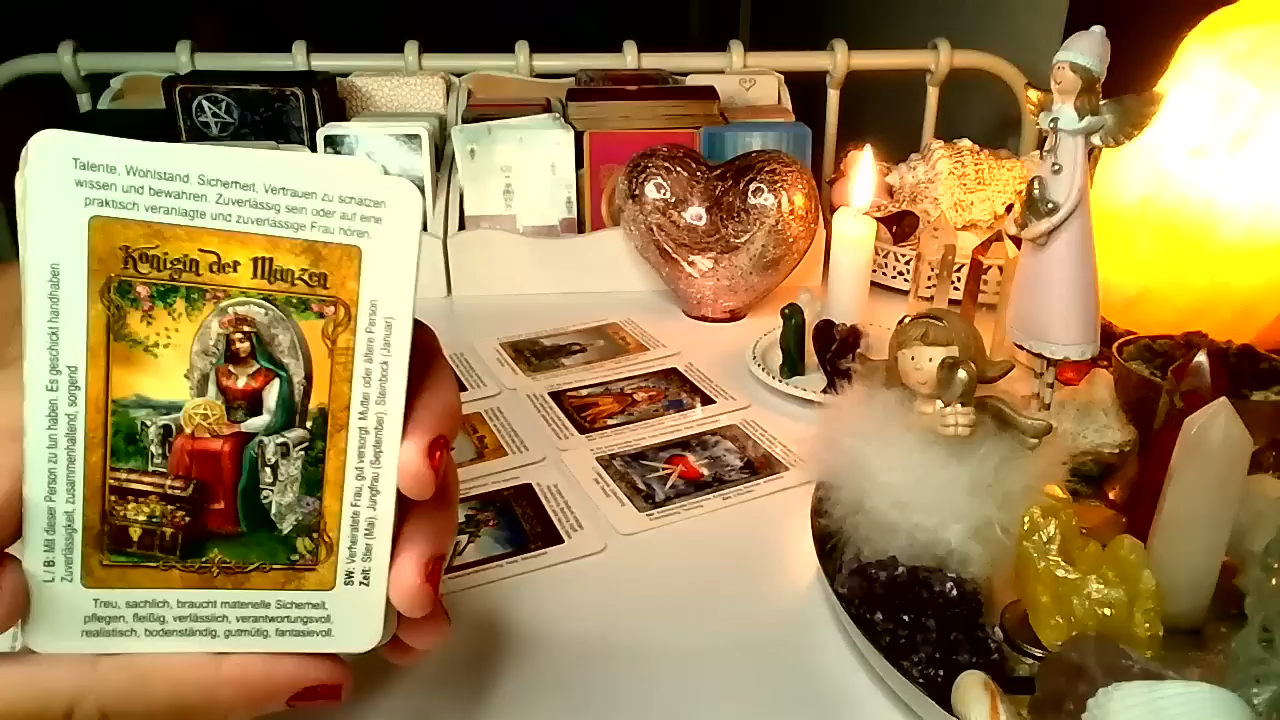 Talente, Wohlstand, Sicherheit, Vertrauen zu schätzen
wissen und bewahren. Zuverlässig sein oder auf eine
praktisch veranlagte und zuverlässige Frau hören.
Königin der Münzen
L / B: Mit dieser Person zu tun haben. Es geschickt handhaben
Zuverlässigkeit, zusammenhaltend, sorgend
SW: Verheiratete Frau, gut versorgt. Mutter oder ältere Person
Zeit: Stier (Mai), Jungfrau (September), Steinbock (Januar)
Treu, sachlich, braucht materielle Sicherheit,
pflegen, fleißig, verlässlich, verantwortungsvoll,
realistisch, bodenständig, gutmütig, fantasievoll.